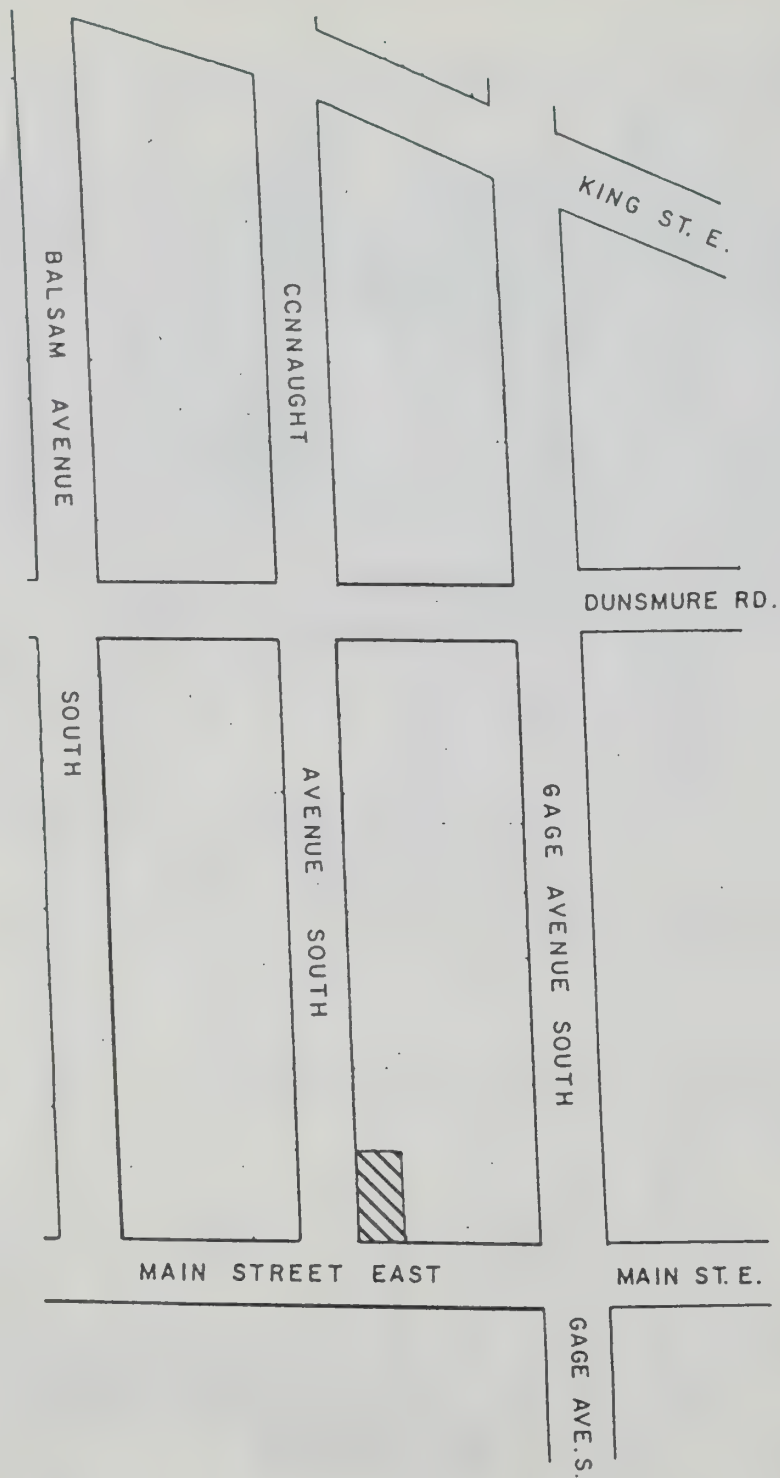 KING ST. E.
BALSAM AVENUE
CCNNAUGHT
DUNSMURE RD.
SOUTH
AVENUE SOUTH
GAGE AVENUE SOUTH
MAIN STREET EAST
MAIN ST. E.
GAGE AVE. S.